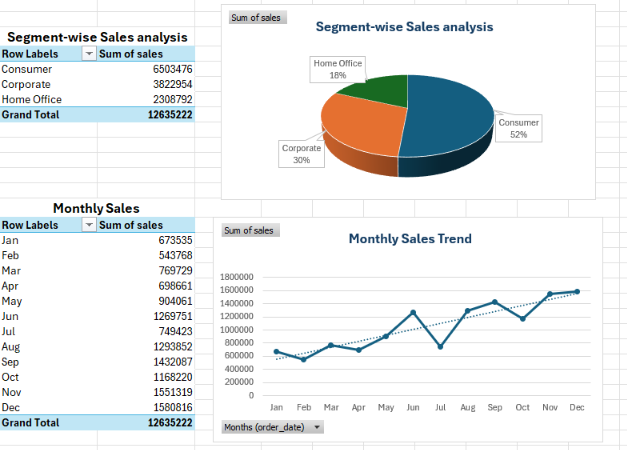 Segment-wise Sales analysis
Row Labels Sum of sales
Consumer 6503476
Corporate 3822954
Home Office 2308792
Grand Total 12635222
Sum of sales
Segment-wise Sales analysis
Home Office
18%
Consumer
52%
Corporate
30%
Monthly Sales
Row Labels Sum of sales
Jan 673535
Feb 543768
Mar 769729
Apr 698661
May 904061
Jun 1269751
Jul 749423
Aug 1293852
Sep 1432087
Oct 1168220
Nov 1551319
Dec 1580816
Grand Total 12635222
Sum of sales
Monthly Sales Trend
1800000
1600000
1400000
1200000
1000000
800000
600000
400000
200000
0
Jan Feb Mar Apr May Jun Jul Aug Sep Oct Nov Dec
Months (order_date)